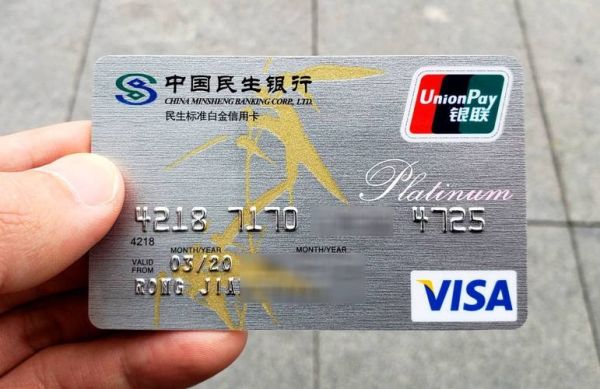 中国民生银行
CHINA MINSHENG BANKING CORP., LTD.
民生标准白金信用卡
UnionPay
银联
Platinum
4218 7170 4725
4218
MONTH/YEAR MONTH/YEAR
VALID
FROM
03/20
RONG JIA
VISA